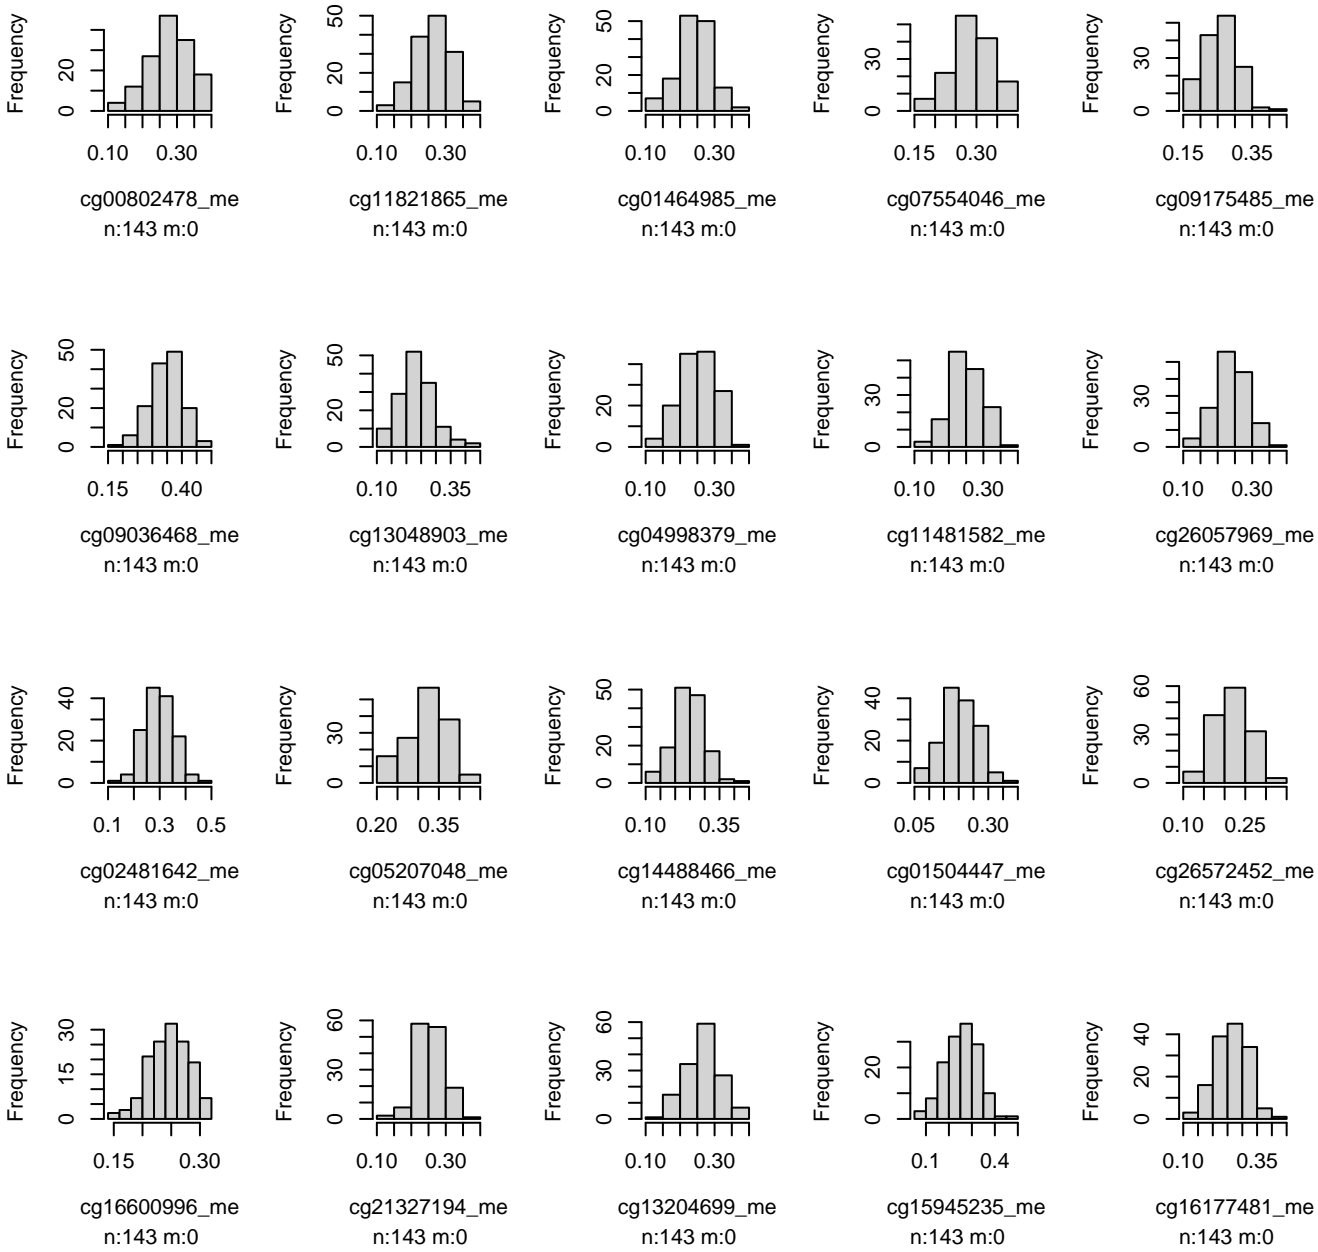 Frequency Frequency Frequency Frequency Frequency
0 20
0 10 20 30 50
0 20 50
0 30
0 30
0.10 0.30 0.10 0.30 0.10 0.30 0.15 0.30 0.15 0.35
cg00802478_me cg11821865_me cg01464985_me cg07554046_me cg09175485_me
n:143 m:0 n:143 m:0 n:143 m:0 n:143 m:0 n:143 m:0
Frequency Frequency Frequency Frequency Frequency
0 20 50
0 20 50
0 20
0 30
0 30
0.15 0.40 0.10 0.35 0.10 0.30 0.10 0.30 0.10 0.30
cg09036468_me cg13048903_me cg04998379_me cg11481582_me cg26057969_me
n:143 m:0 n:143 m:0 n:143 m:0 n:143 m:0 n:143 m:0
Frequency Frequency Frequency Frequency Frequency
0 20 40
0 30
0 20 50
0 20 40
0 30 60
0.1 0.3 0.5 0.20 0.35 0.10 0.35 0.05 0.30 0.10 0.25
cg02481642_me cg05207048_me cg14488466_me cg01504447_me cg26572452_me
n:143 m:0 n:143 m:0 n:143 m:0 n:143 m:0 n:143 m:0
Frequency Frequency Frequency Frequency Frequency
0 15 30
0 30 60
0 30 60
0 20
0 20 40
0.15 0.30 0.10 0.30 0.10 0.30 0.1 0.4 0.10 0.35
cg16600996_me cg21327194_me cg13204699_me cg15945235_me cg16177481_me
n:143 m:0 n:143 m:0 n:143 m:0 n:143 m:0 n:143 m:0